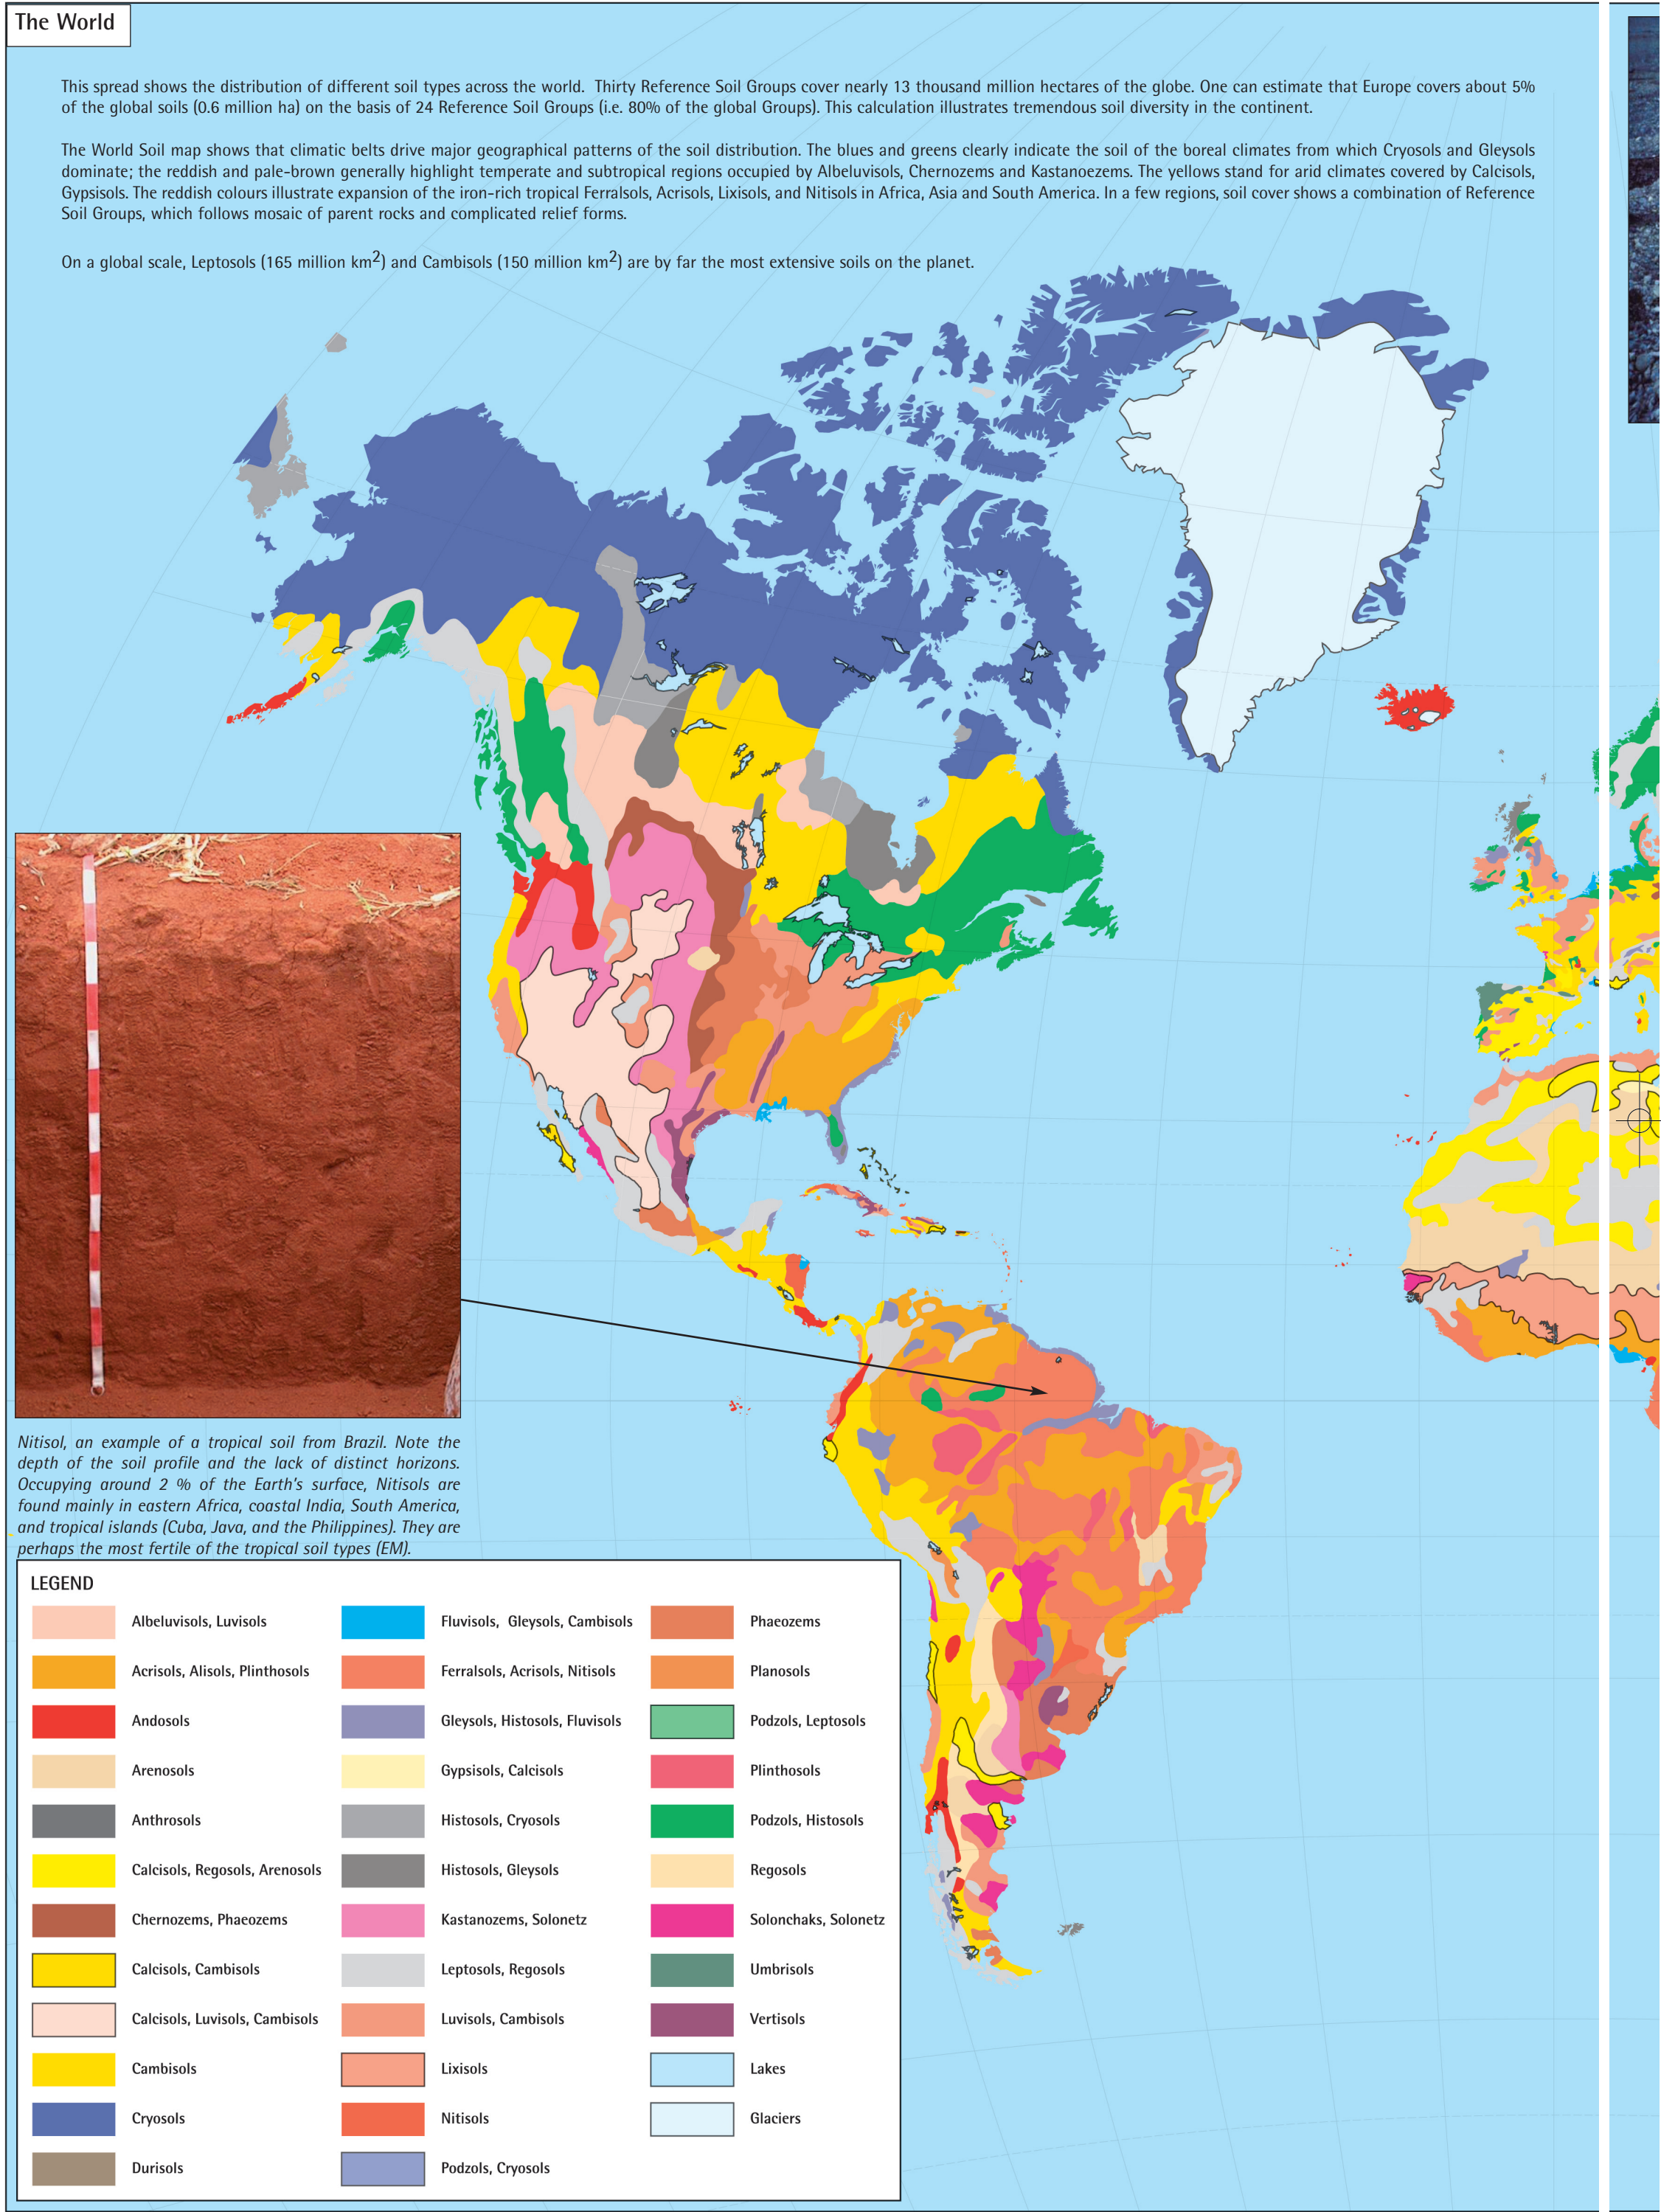 The World
This spread shows the distribution of different soil types across the world. Thirty Reference Soil Groups cover nearly 13 thousand million hectares of the globe. One can estimate that Europe covers about 5%
of the global soils (0.6 million ha) on the basis of 24 Reference Soil Groups (i.e. 80% of the global Groups). This calculation illustrates tremendous soil diversity in the continent.
The World Soil map shows that climatic belts drive major geographical patterns of the soil distribution. The blues and greens clearly indicate the soil of the boreal climates from which Cryosols and Gleysols
dominate; the reddish and pale-brown generally highlight temperate and subtropical regions occupied by Albeluvisols, Chernozems and Kastanoezems. The yellows stand for arid climates covered by Calcisols,
Gypsisols. The reddish colours illustrate expansion of the iron-rich tropical Ferralsols, Acrisols, Lixisols, and Nitisols in Africa, Asia and South America. In a few regions, soil cover shows a combination of Reference
Soil Groups, which follows mosaic of parent rocks and complicated relief forms.
On a global scale, Leptosols (165 million km2) and Cambisols (150 million km2) are by far the most extensive soils on the planet.
Nitisol, an example of a tropical soil from Brazil. Note the
depth of the soil profile and the lack of distinct horizons.
Occupying around 2 % of the Earth's surface, Nitisols are
found mainly in eastern Africa, coastal India, South America,
and tropical islands (Cuba, Java, and the Philippines). They are
perhaps the most fertile of the tropical soil types (EM).
LEGEND
Albeluvisols, Luvisols
Acrisols, Alisols, Plinthosols
Andosols
Arenosols
Anthrosols
Calcisols, Regosols, Arenosols
Chernozems, Phaeozems
Calcisols, Cambisols
Calcisols, Luvisols, Cambisols
Cambisols
Cryosols
Durisols
Fluvisols, Gleysols, Cambisols
Ferralsols, Acrisols, Nitisols
Gleysols, Histosols, Fluvisols
Gypsisols, Calcisols
Histosols, Cryosols
Histosols, Gleysols
Kastanozems, Solonetz
Leptosols, Regosols
Luvisols, Cambisols
Lixisols
Nitisols
Podzols, Cryosols
Phaeozems
Planosols
Podzols, Leptosols
Plinthosols
Podzols, Histosols
Regosols
Solonchaks, Solonetz
Umbrisols
Vertisols
Lakes
Glaciers